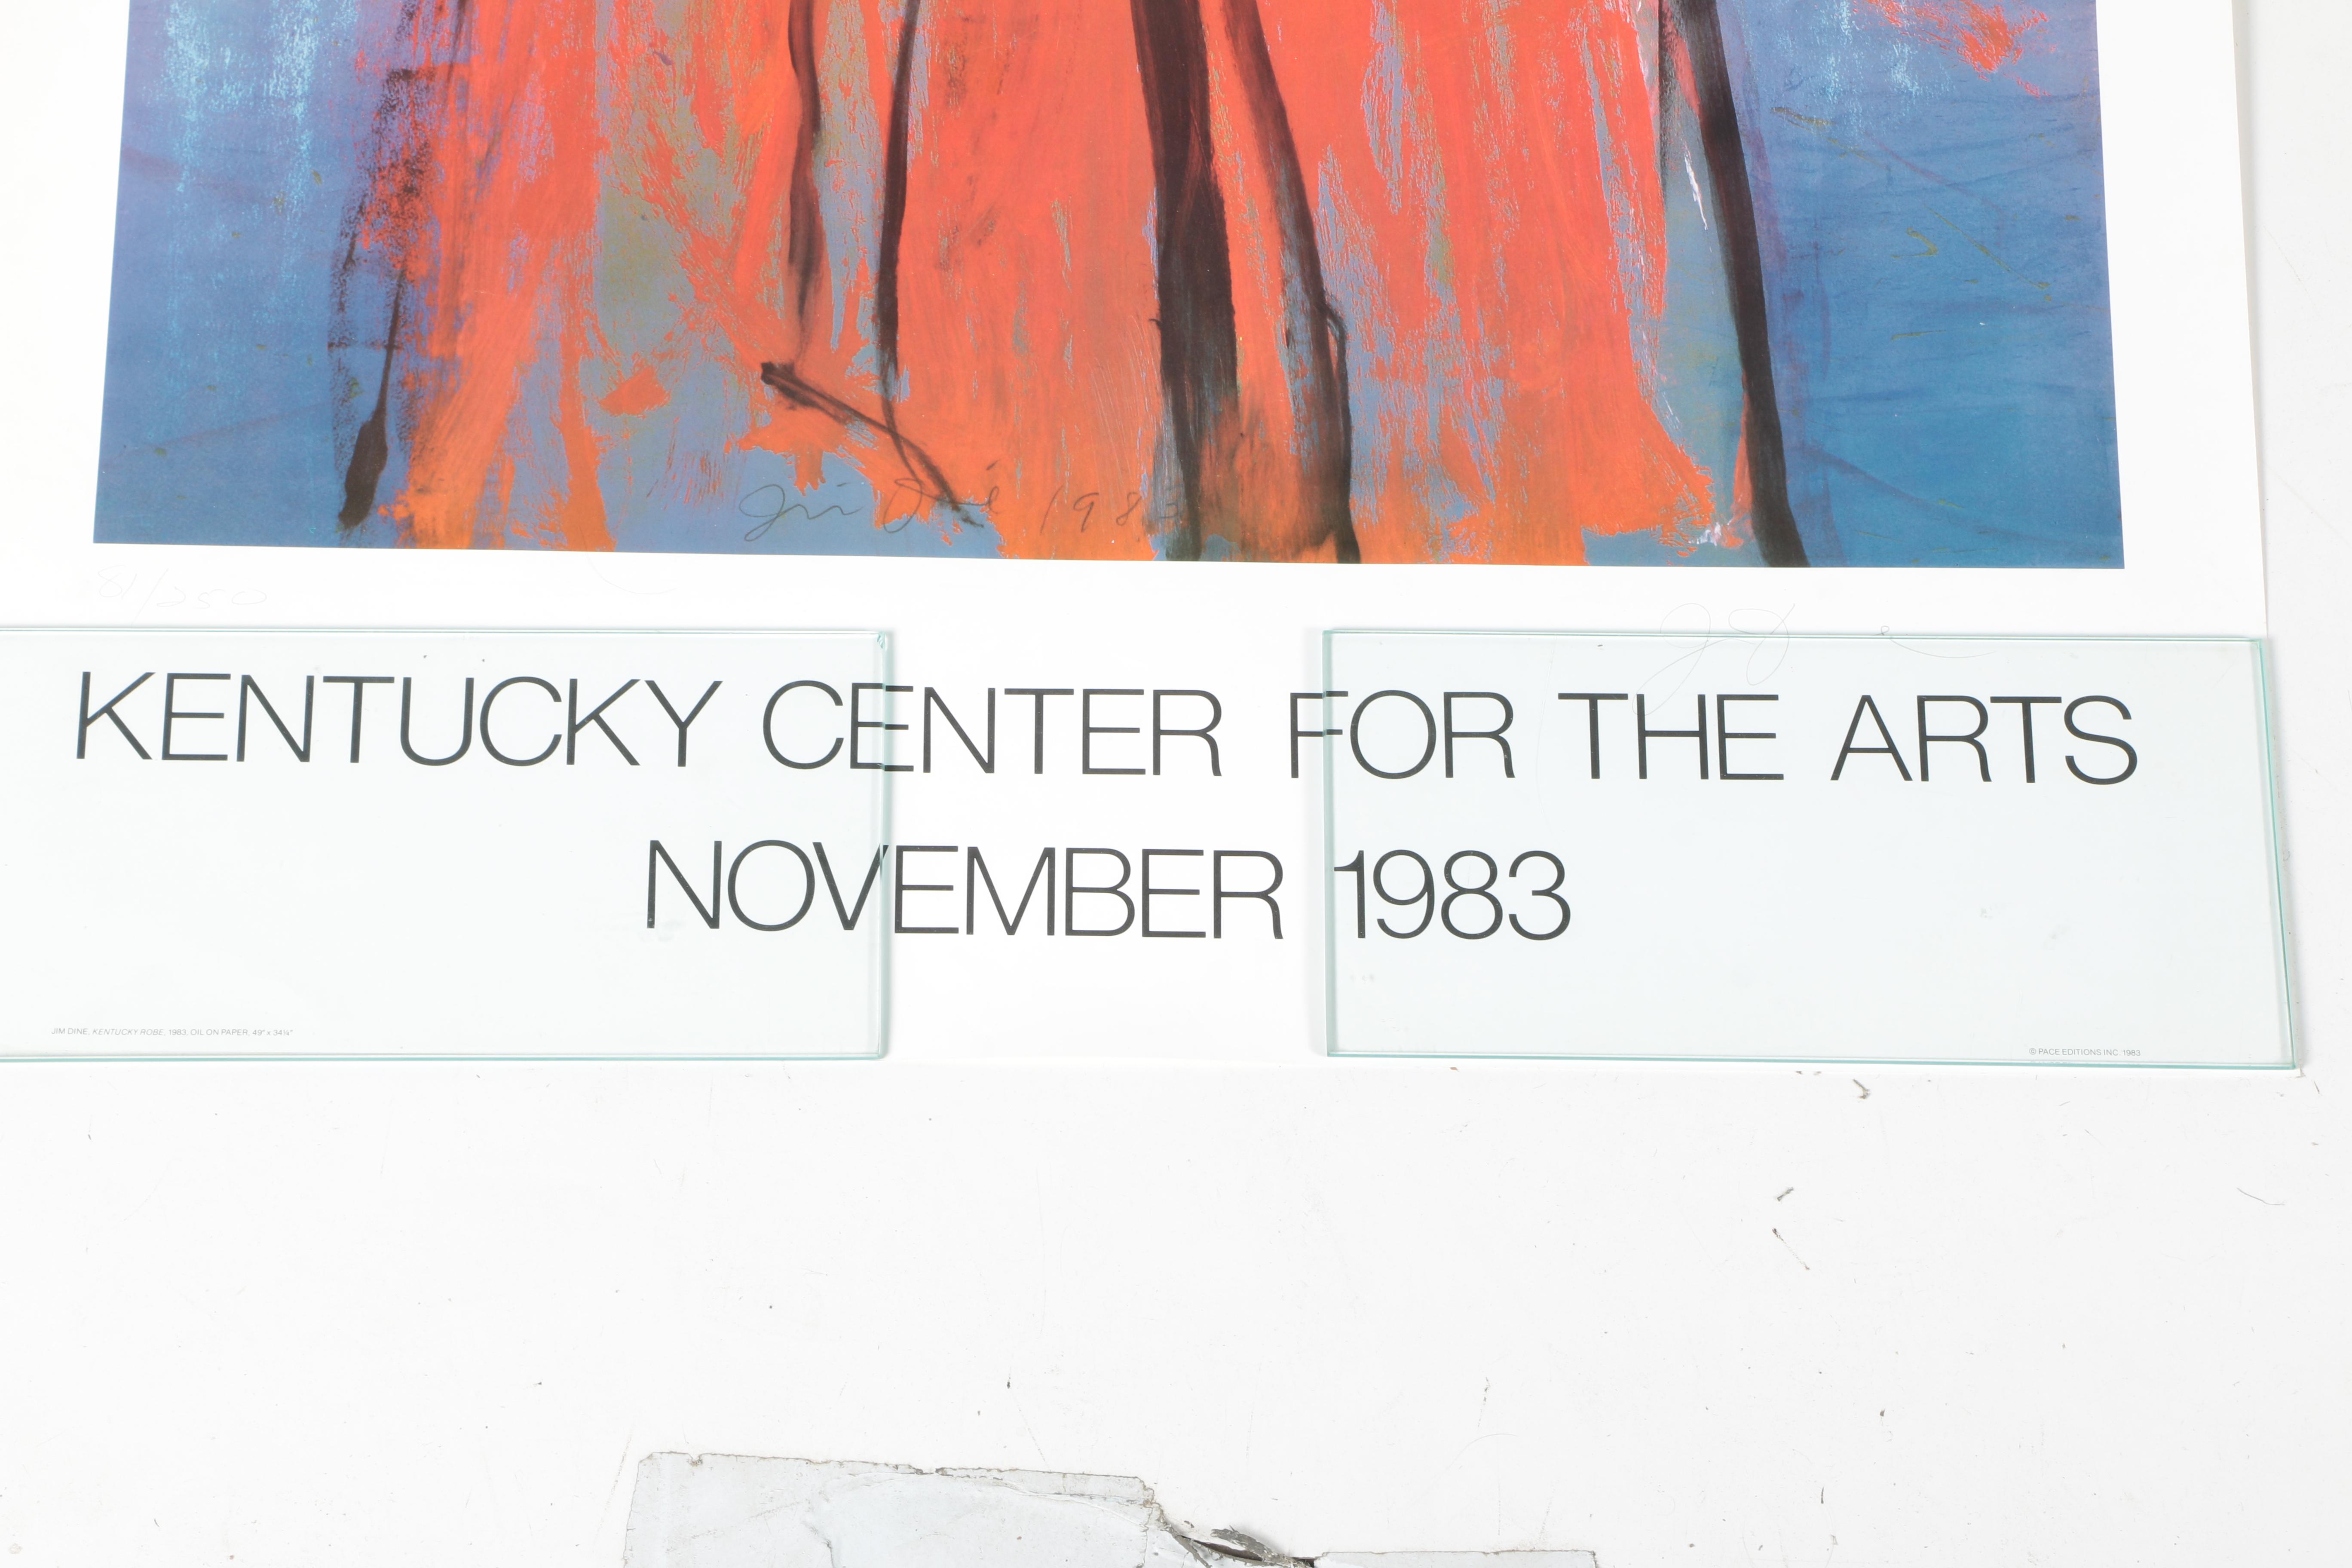 Jim Dine 1983
81/250
KENTUCKY CENTER FOR THE ARTS
NOVEMBER 1983
JIM DINE, KENTUCKY ROBE, 1983, OIL ON PAPER, 49" x 34¼"
© PACE EDITIONS INC. 1983